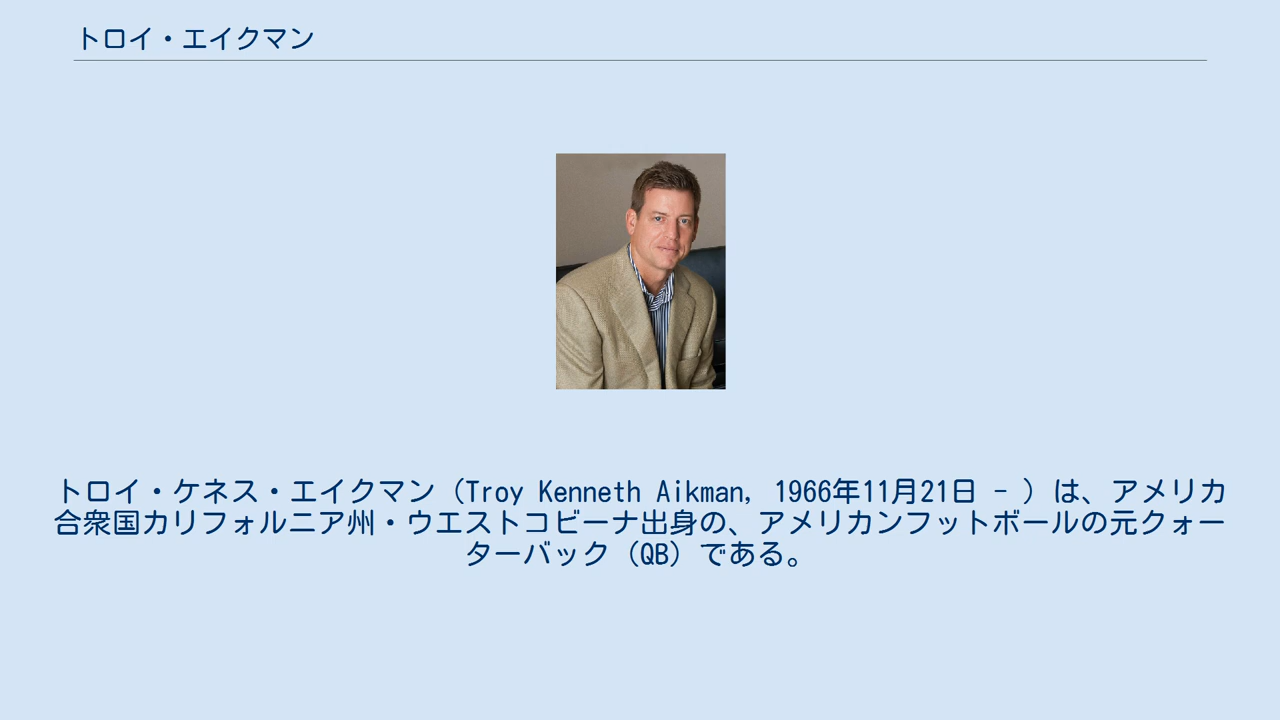 トロイ・エイクマン
トロイ・ケネス・エイクマン（Troy Kenneth Aikman, 1966年11月21日 - ）は、アメリカ
合衆国カリフォルニア州・ウエストコビーナ出身の、アメリカンフットボールの元クォー
ターバック（QB）である。